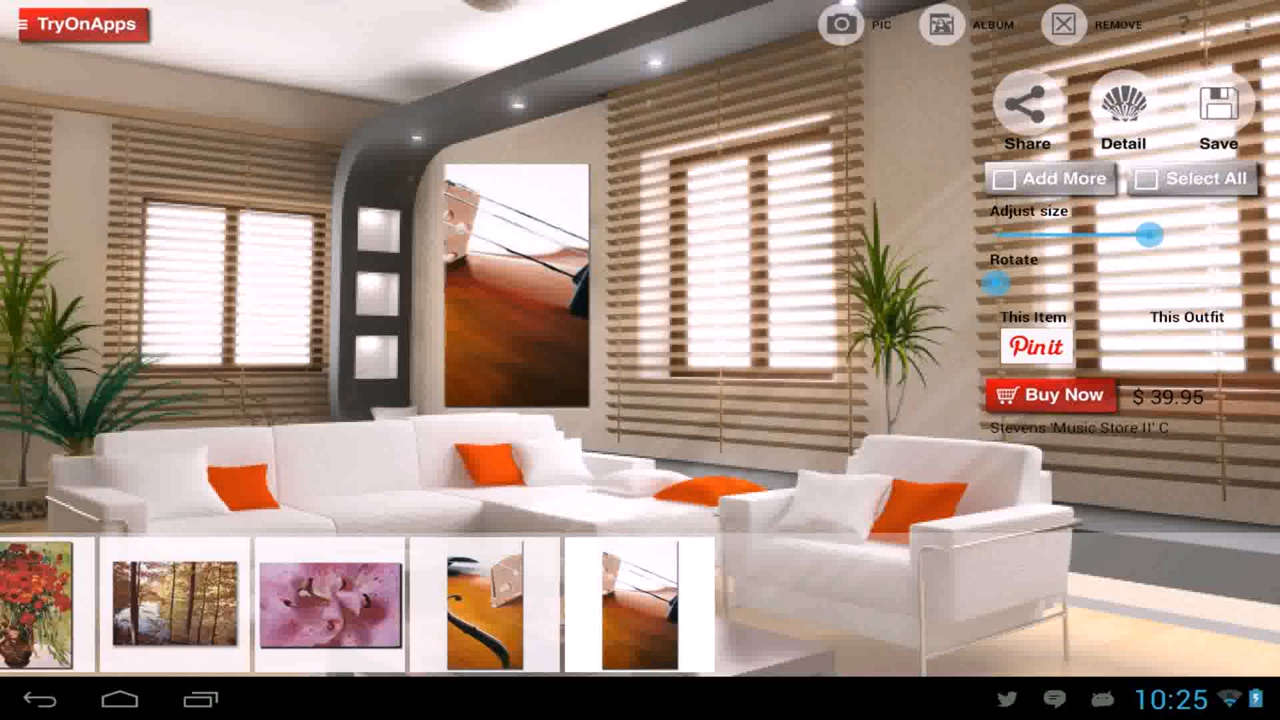 TryOnApps
PIC
ALBUM
REMOVE
?
Share
Detail
Save
Add More
Select All
Adjust size
Rotate
This Item
This Outfit
Pin it
Buy Now
$ 39.95
Stevens 'Music Store II' C
10:25